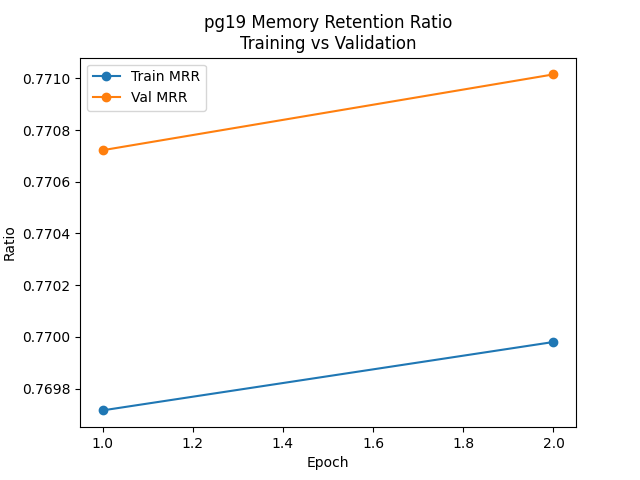 pg19 Memory Retention Ratio
Training vs Validation
Train MRR
Val MRR
0.7710
0.7708
0.7706
0.7704
0.7702
0.7700
0.7698
Ratio
1.0 1.2 1.4 1.6 1.8 2.0
Epoch